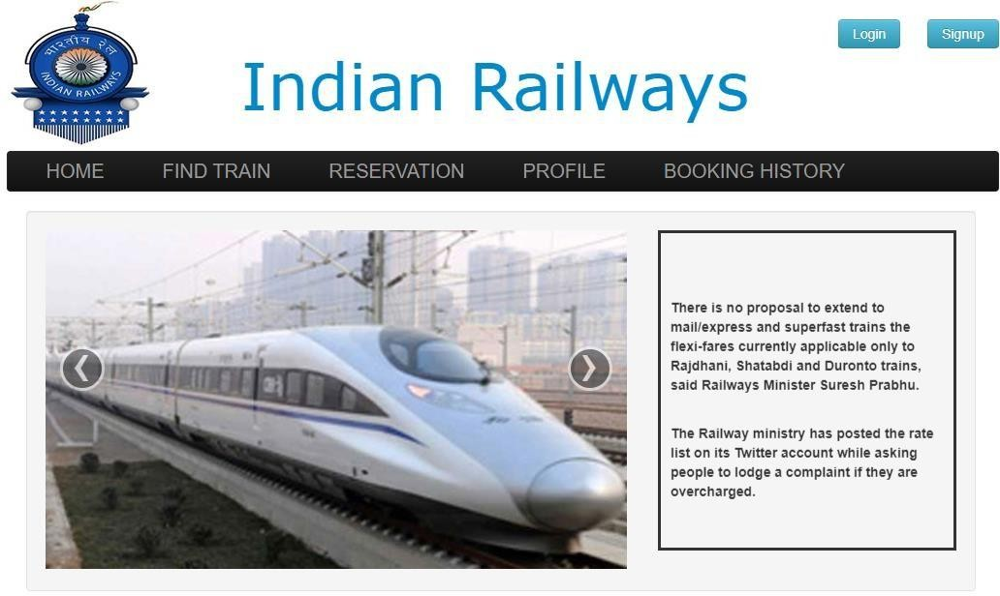 भारतीय रेल
INDIAN RAILWAYS
Indian Railways
Login
Signup
HOME
FIND TRAIN
RESERVATION
PROFILE
BOOKING HISTORY
There is no proposal to extend to
mail/express and superfast trains the
flexi-fares currently applicable only to
Rajdhani, Shatabdi and Duronto trains,
said Railways Minister Suresh Prabhu.
The Railway ministry has posted the rate
list on its Twitter account while asking
people to lodge a complaint if they are
overcharged.